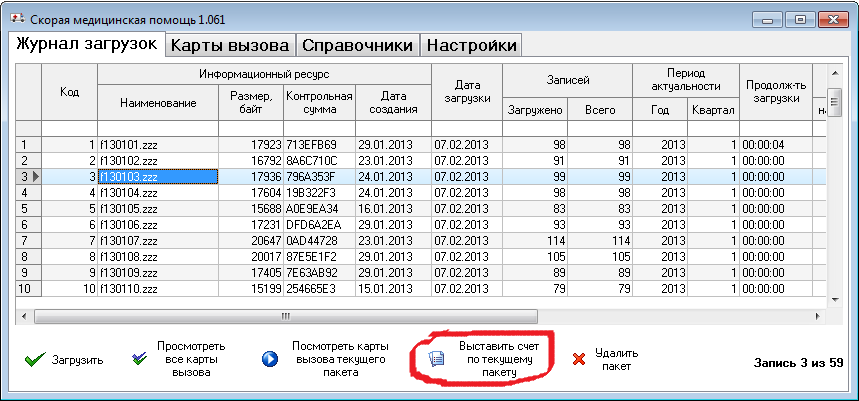 Скорая медицинская помощь 1.061
Журнал загрузок Карты вызова Справочники Настройки
Информационный ресурс Записей Период актуальности
Код Наименование Размер, байт Контрольная сумма Дата создания Дата загрузки Загружено Всего Год Квартал Продолж-ть загрузки
1 1 f130101.zzz 17923 713EFB69 29.01.2013 07.02.2013 98 98 2013 1 00:00:04
2 2 f130102.zzz 16792 8A6C710C 23.01.2013 07.02.2013 91 91 2013 1 00:00:00
3 3 f130103.zzz 17936 796A353F 24.01.2013 07.02.2013 99 99 2013 1 00:00:00
4 4 f130104.zzz 17604 19B322F3 24.01.2013 07.02.2013 98 98 2013 1 00:00:00
5 5 f130105.zzz 15688 A0E9EA34 16.01.2013 07.02.2013 83 83 2013 1 00:00:00
6 6 f130106.zzz 17231 DFD6A2EA 29.01.2013 07.02.2013 93 93 2013 1 00:00:00
7 7 f130107.zzz 20647 0AD44728 23.01.2013 07.02.2013 114 114 2013 1 00:00:00
8 8 f130108.zzz 20017 87E5E1F2 29.01.2013 07.02.2013 105 105 2013 1 00:00:00
9 9 f130109.zzz 17405 7E63AB92 29.01.2013 07.02.2013 89 89 2013 1 00:00:00
10 10 f130110.zzz 15199 254665E3 15.01.2013 07.02.2013 79 79 2013 1 00:00:00
Загрузить
Просмотреть
все карты
вызова
Посмотреть карты
вызова текущего
пакета
Выставить счет
по текущему
пакету
Удалить
пакет
Запись 3 из 59